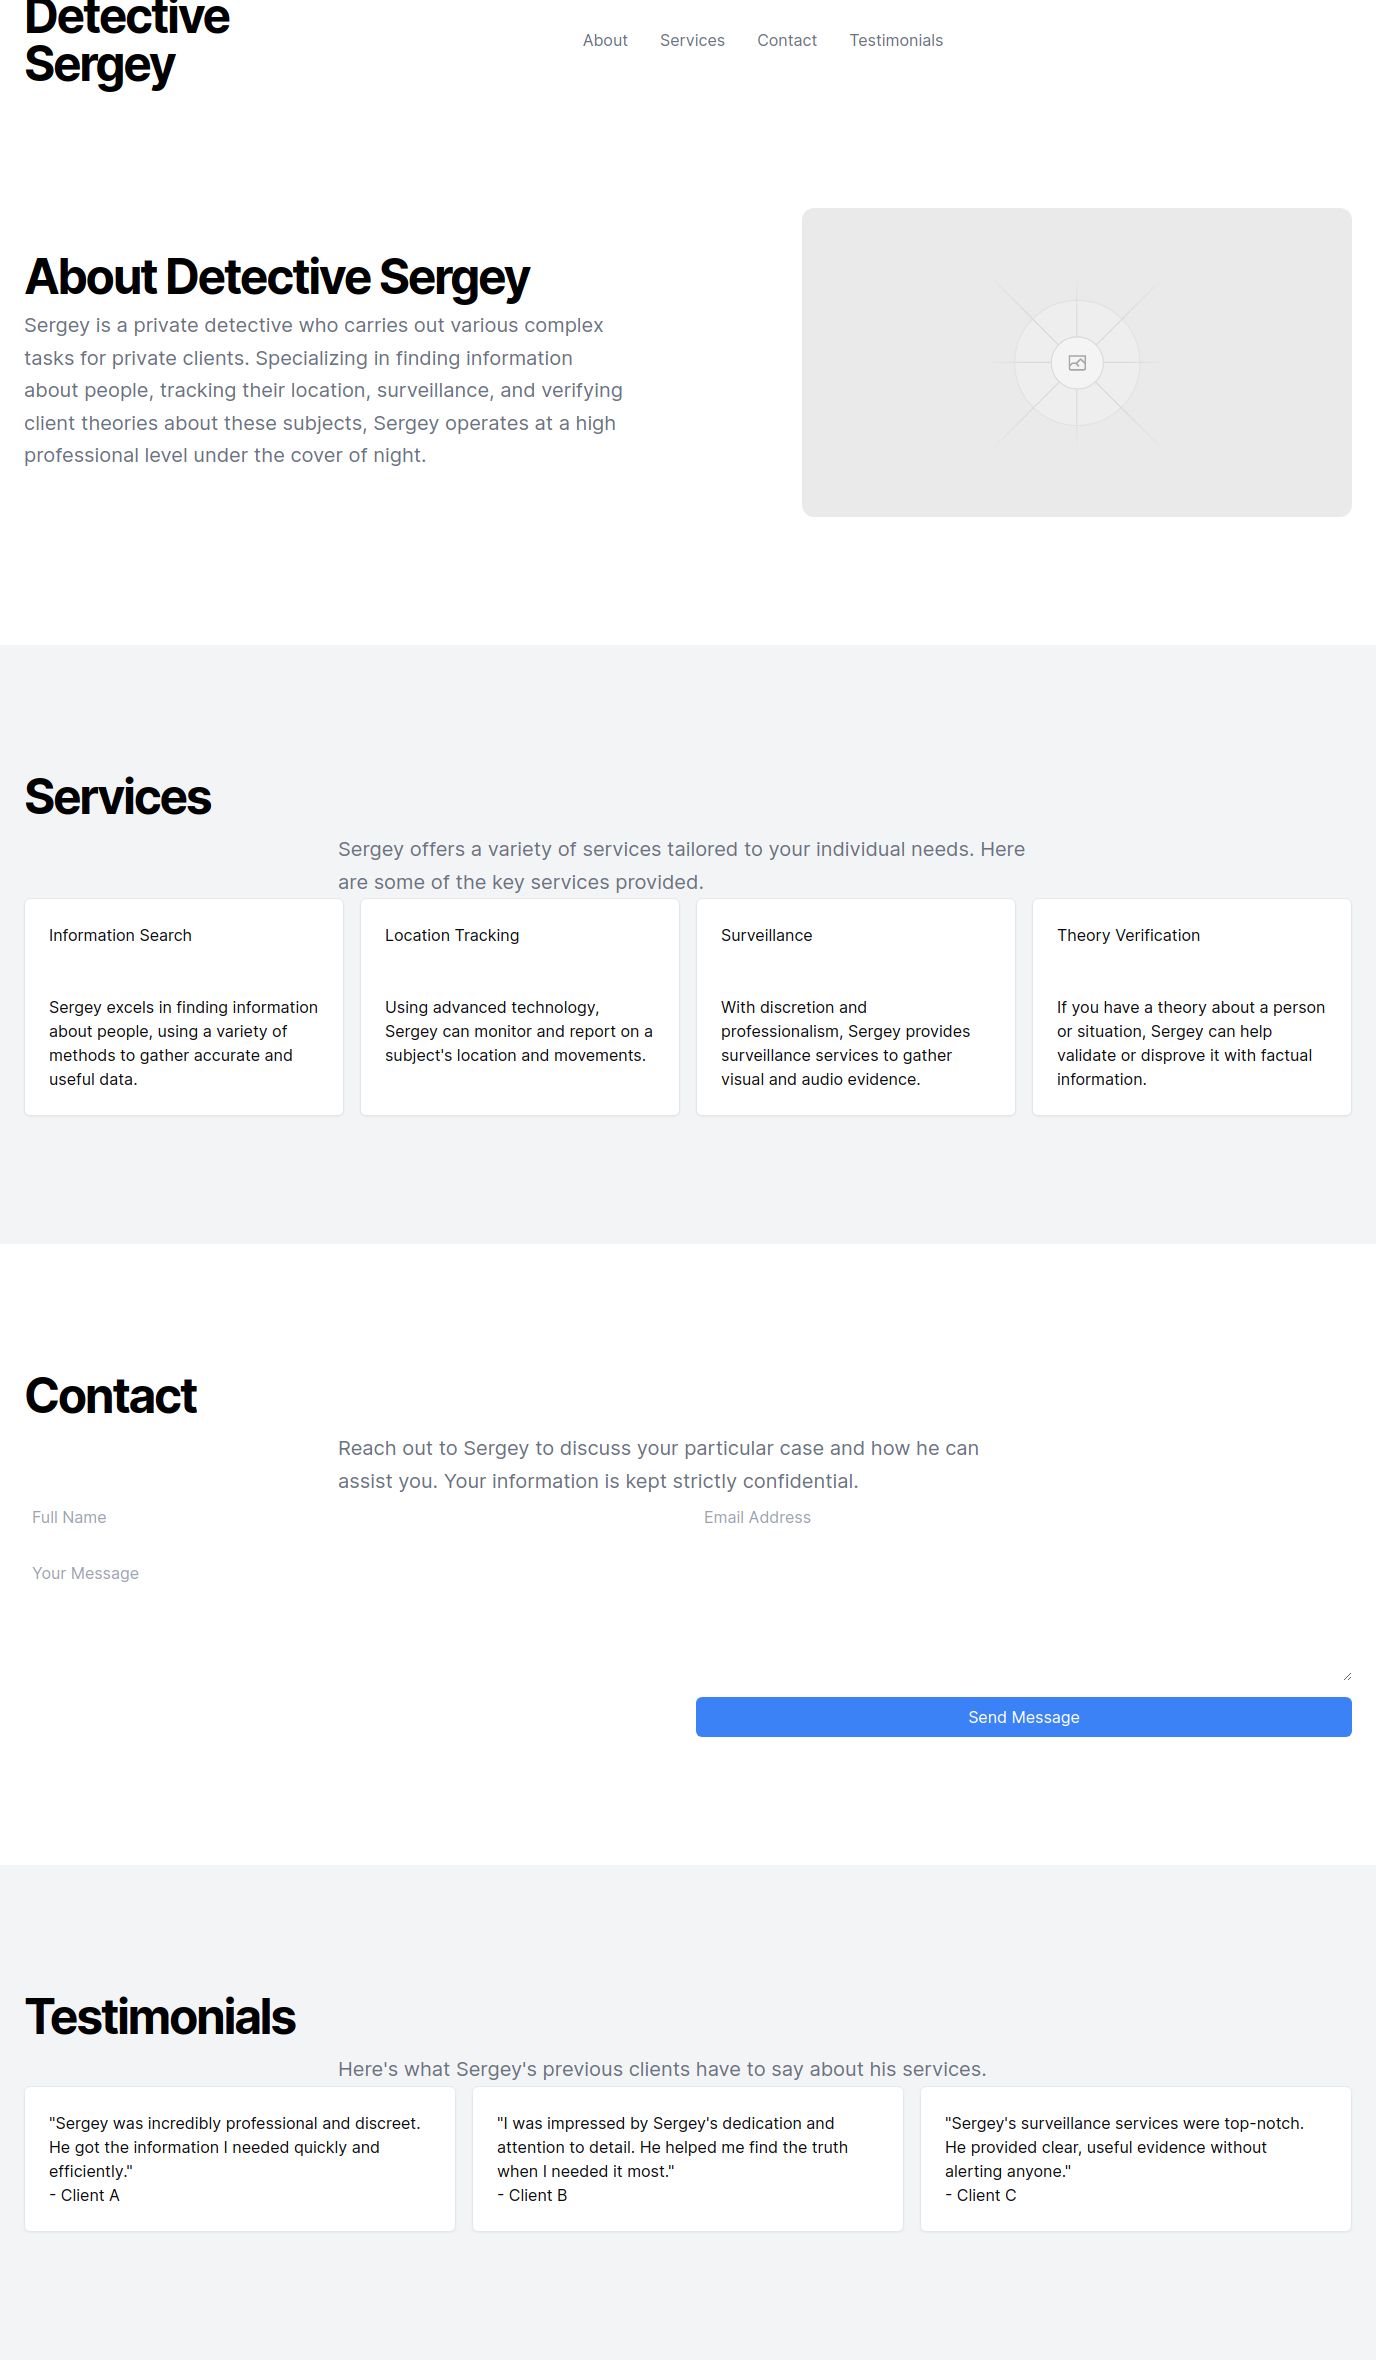 Detective
Sergey
About Services Contact Testimonials
About Detective Sergey
Sergey is a private detective who carries out various complex
tasks for private clients. Specializing in finding information
about people, tracking their location, surveillance, and verifying
client theories about these subjects, Sergey operates at a high
professional level under the cover of night.
Services
Sergey offers a variety of services tailored to your individual needs. Here
are some of the key services provided.
Information Search
Sergey excels in finding information
about people, using a variety of
methods to gather accurate and
useful data.
Location Tracking
Using advanced technology,
Sergey can monitor and report on a
subject's location and movements.
Surveillance
With discretion and
professionalism, Sergey provides
surveillance services to gather
visual and audio evidence.
Theory Verification
If you have a theory about a person
or situation, Sergey can help
validate or disprove it with factual
information.
Contact
Reach out to Sergey to discuss your particular case and how he can
assist you. Your information is kept strictly confidential.
Full Name
Email Address
Your Message
Send Message
Testimonials
Here's what Sergey's previous clients have to say about his services.
"Sergey was incredibly professional and discreet.
He got the information I needed quickly and
efficiently."
- Client A
"I was impressed by Sergey's dedication and
attention to detail. He helped me find the truth
when I needed it most."
- Client B
"Sergey's surveillance services were top-notch.
He provided clear, useful evidence without
alerting anyone."
- Client C